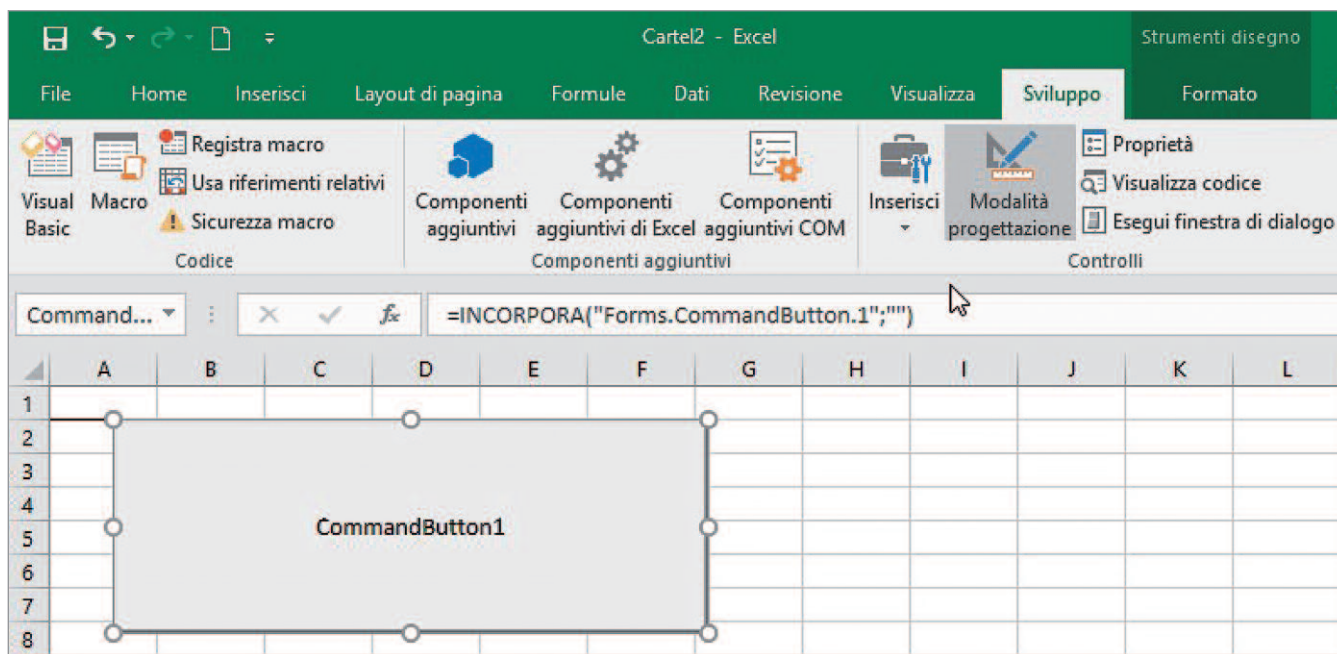 Cartel2 - Excel
Strumenti disegno
File Home Inserisci Layout di pagina Formule Dati Revisione Visualizza Sviluppo Formato
Visual Basic
Macro
Registra macro
Usa riferimenti relativi
Sicurezza macro
Codice
Componenti aggiuntivi
Componenti aggiuntivi di Excel
Componenti aggiuntivi COM
Componenti aggiuntivi
Inserisci
Modalità progettazione
Proprietà
Visualizza codice
Esegui finestra di dialogo
Controlli
Command... fx =INCORPORA("Forms.CommandButton.1";"")
A B C D E F G H I J K L
1
2
3
4
5
6
7
8
CommandButton1